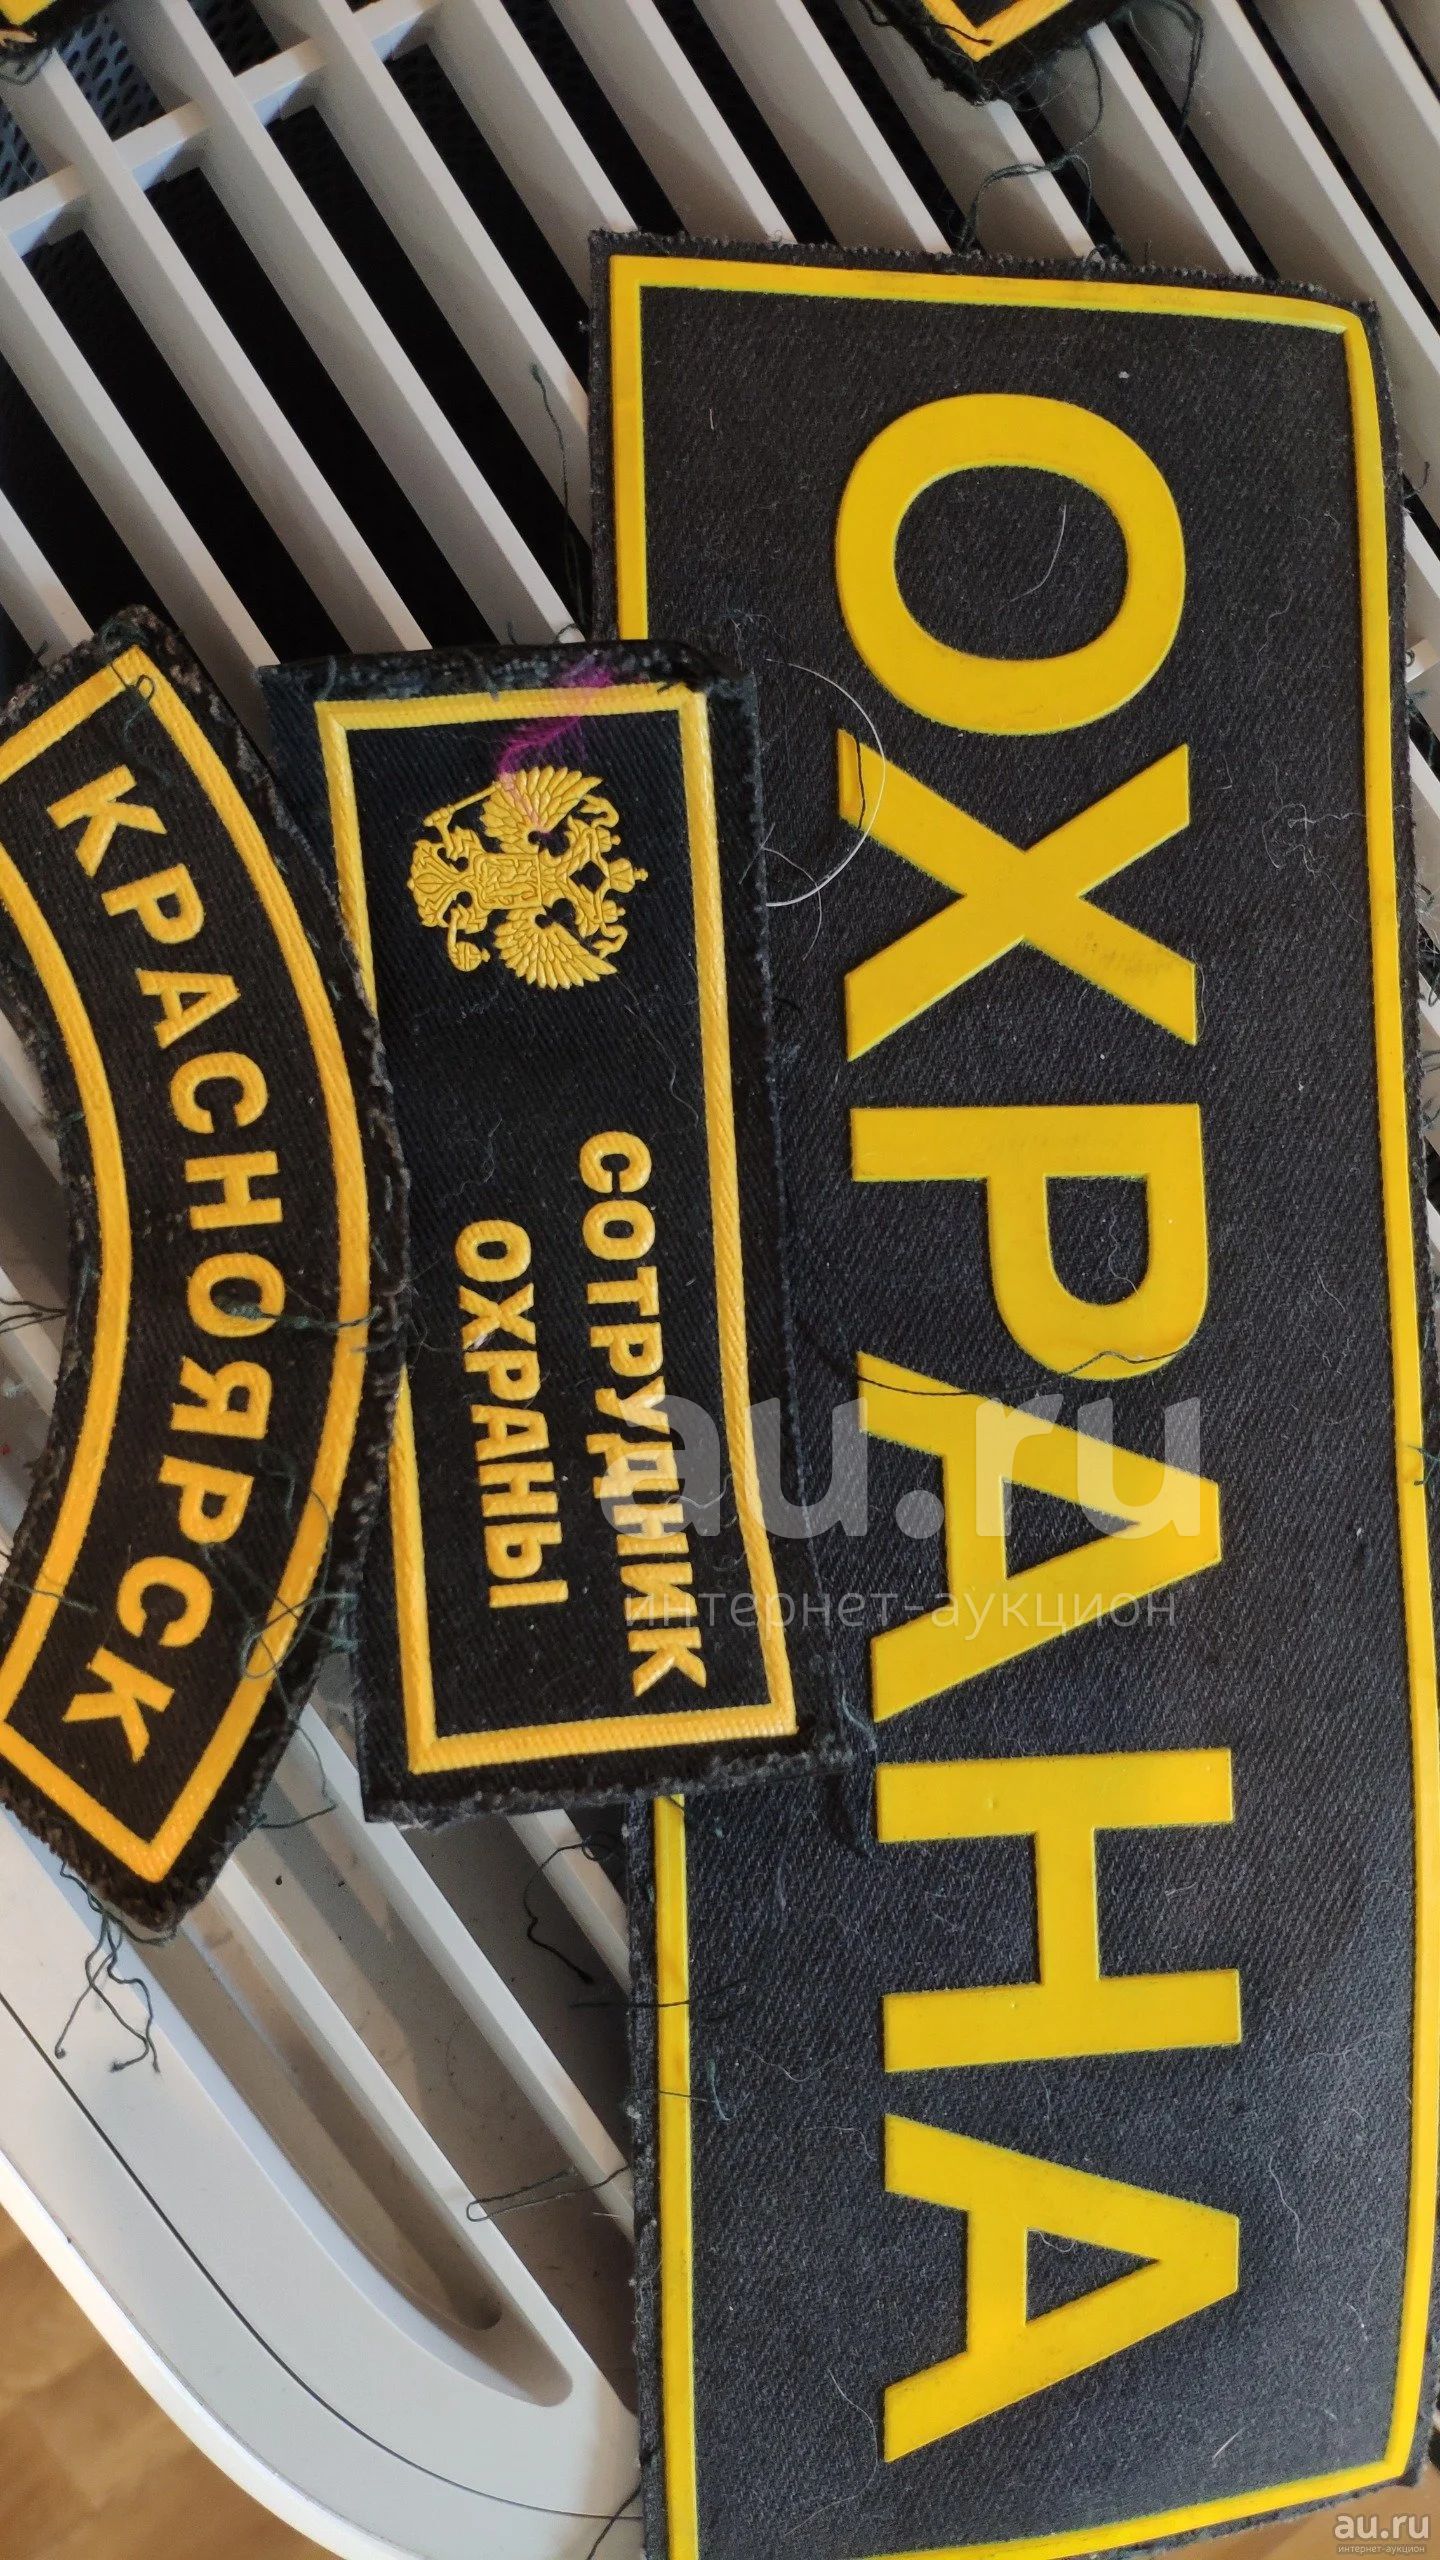 ОХРАНА
СОТРУДНИК
ОХРАНЫ
КРАСНОЯРСК
au.ru
интернет-аукцион
au.ru
интернет-аукцион